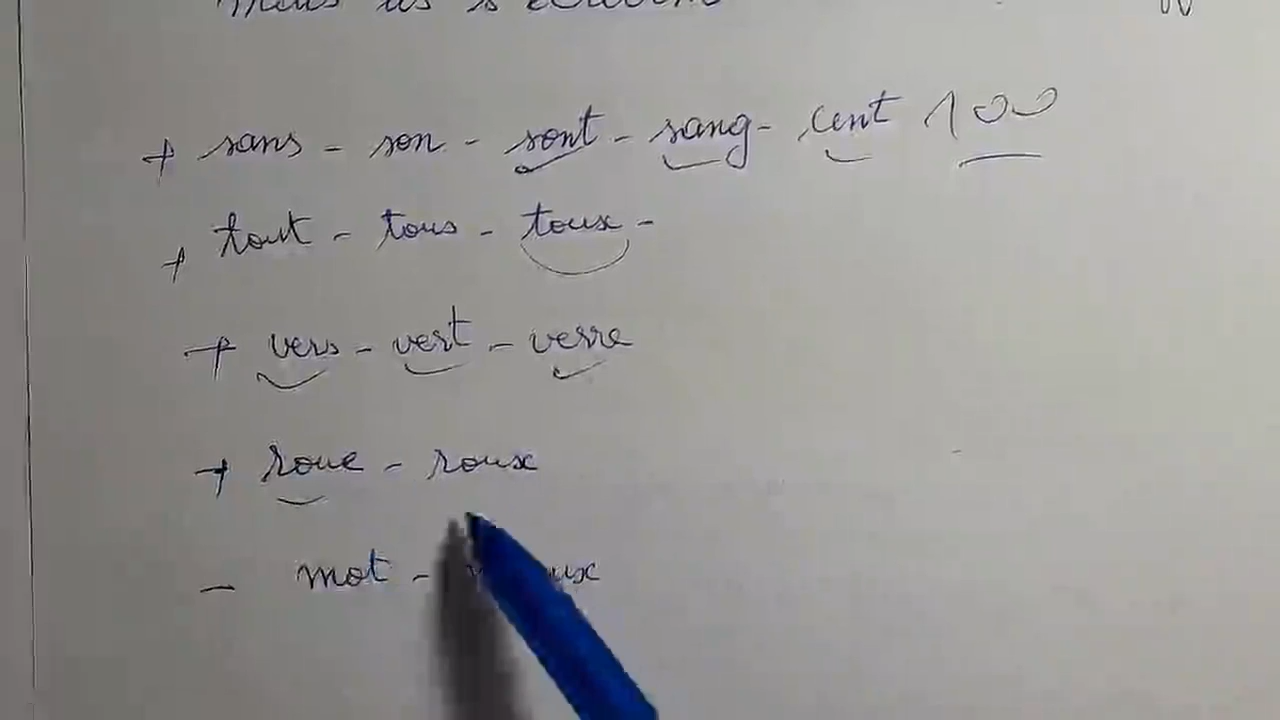 + sans - son - sont - sang - cent 100
+ tout - tous - toux -
+ vers - vert - verre
+ roue - roux
- mot -